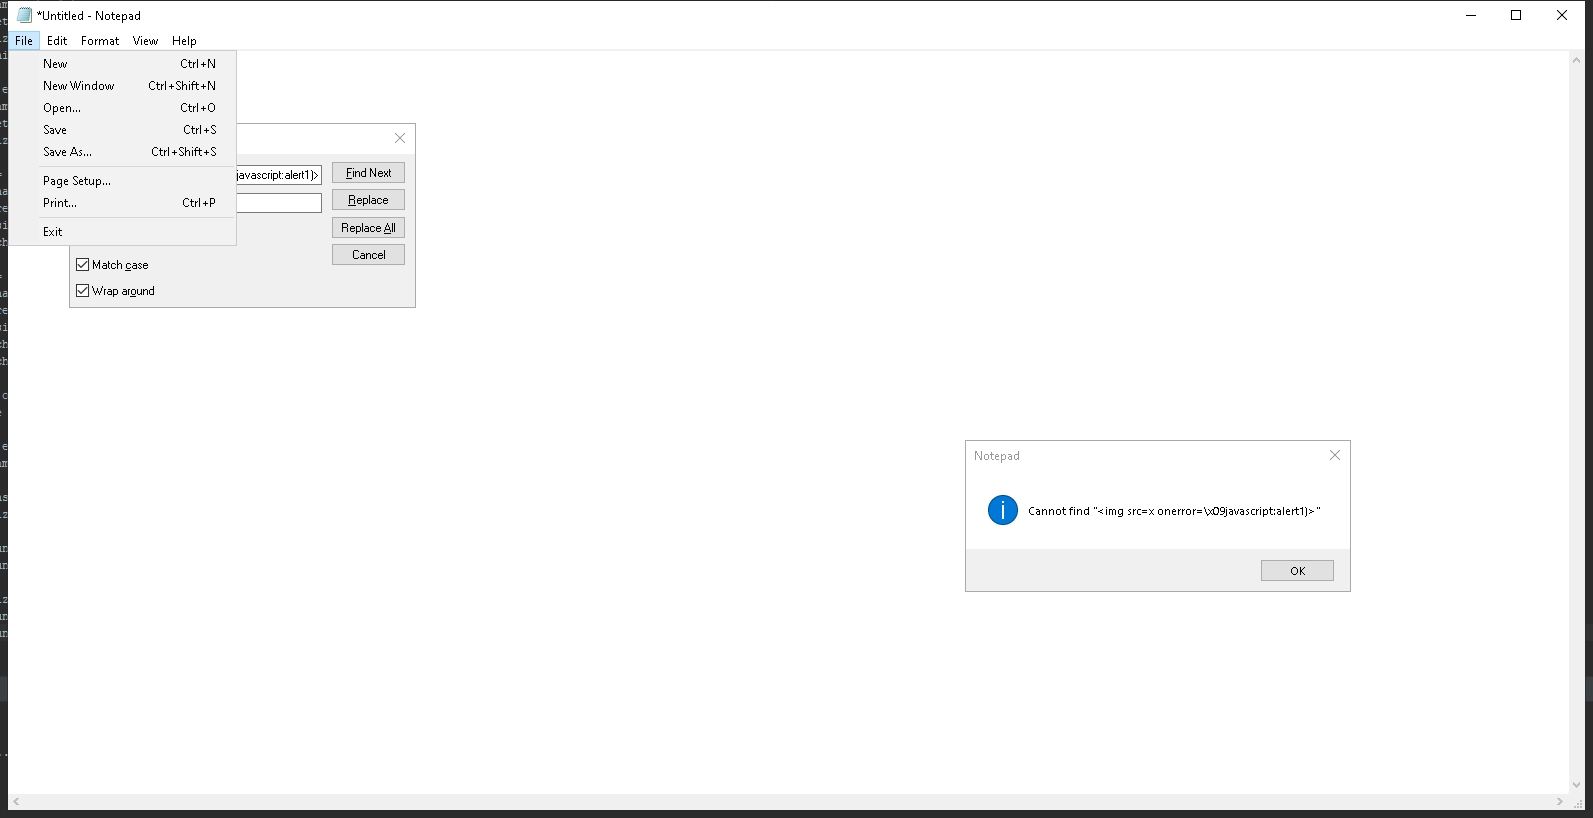 *Untitled - Notepad
File Edit Format View Help
New Ctrl+N
New Window Ctrl+Shift+N
Open... Ctrl+O
Save Ctrl+S
Save As... Ctrl+Shift+S
Page Setup...
Print... Ctrl+P
Exit
javascript:alert1)>
Find Next
Replace
Replace All
Cancel
Match case
Wrap around
Notepad
Cannot find "<img src=x onerror=\x09javascript:alert1)>"
OK